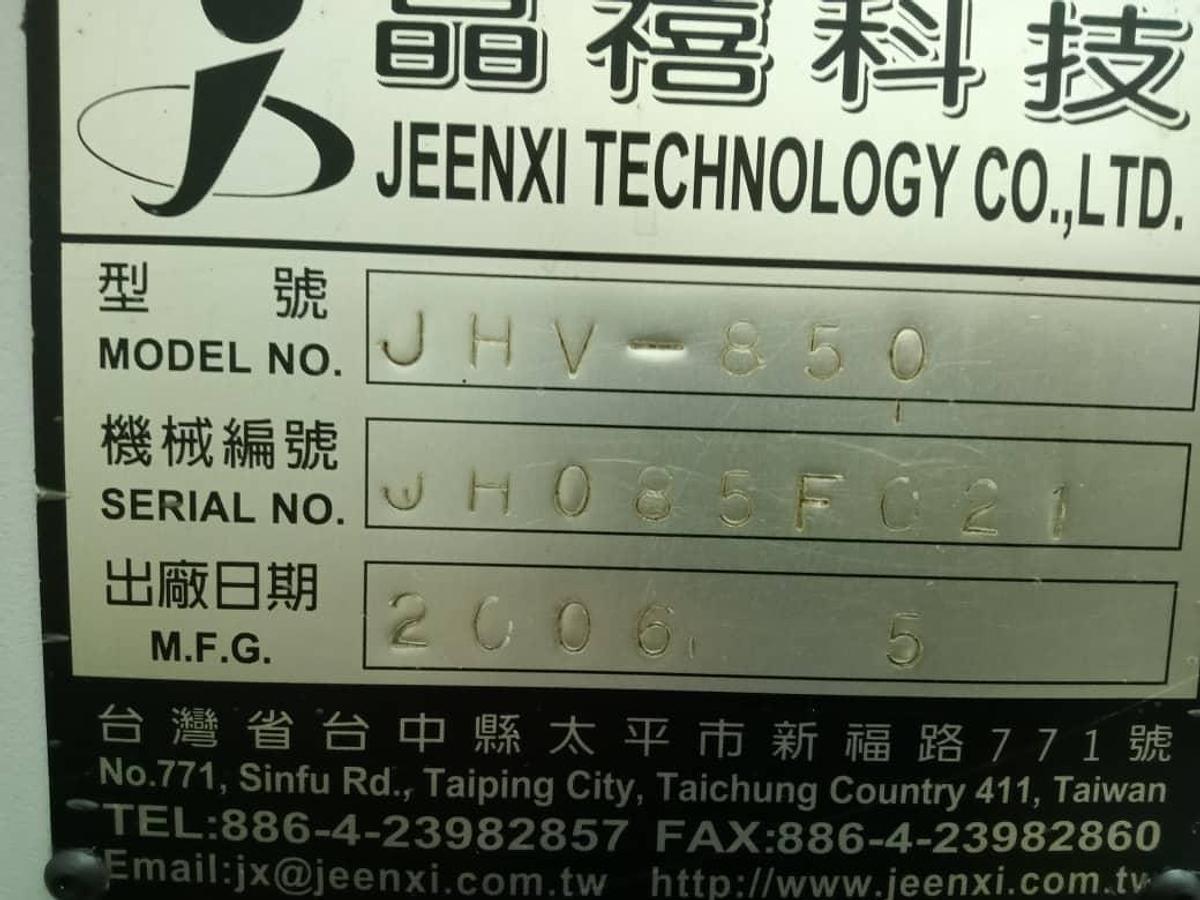 晶禧科技
JEENXI TECHNOLOGY CO.,LTD.
型號 JHV-850
MODEL NO.
機械編號 JH085F021
SERIAL NO.
出廠日期 2006. 5
M.F.G.
台灣省台中縣太平市新福路771號
No.771, Sinfu Rd., Taiping City, Taichung Country 411, Taiwan
TEL:886-4-23982857 FAX:886-4-23982860
Email:jx@jeenxi.com.tw http://www.jeenxi.com.tw